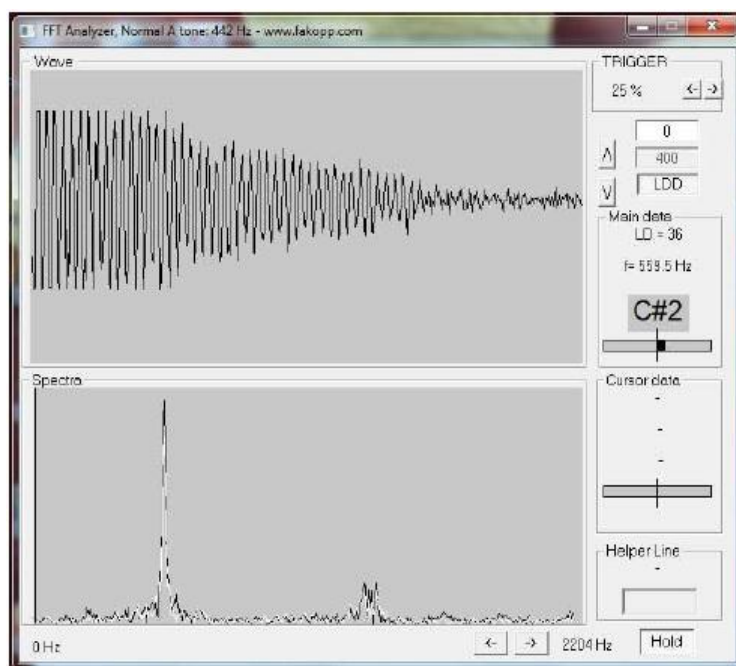 FFT Analyzer, Normal A tone: 442 Hz - www.fakopp.com
Wave
TRIGGER
25 %
<- ->
0
Λ
400
V
LDD
Main data
LD = 36
f= 559.5 Hz
C#2
Spectra
Cursor data
-
-
-
Helper Line
-
0 Hz
<- ->
2204 Hz
Hold